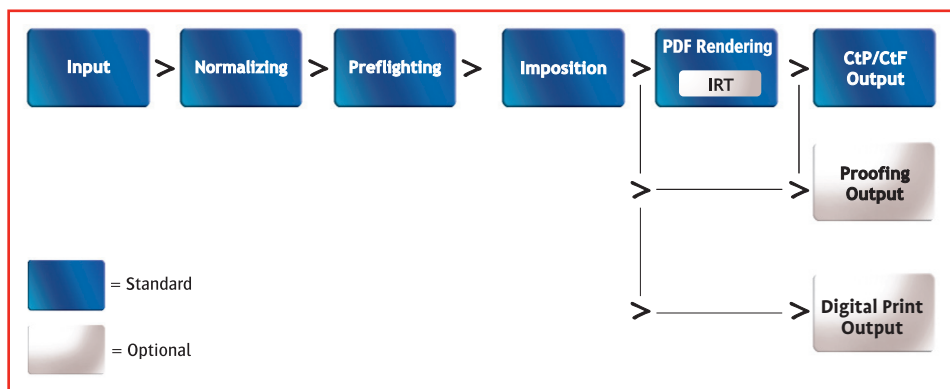 Input
>
Normalizing
>
Preflighting
>
Imposition
>
PDF Rendering
IRT
>
CtP/CtF
Output
>
>
Proofing
Output
>
>
Digital Print
Output
= Standard
= Optional